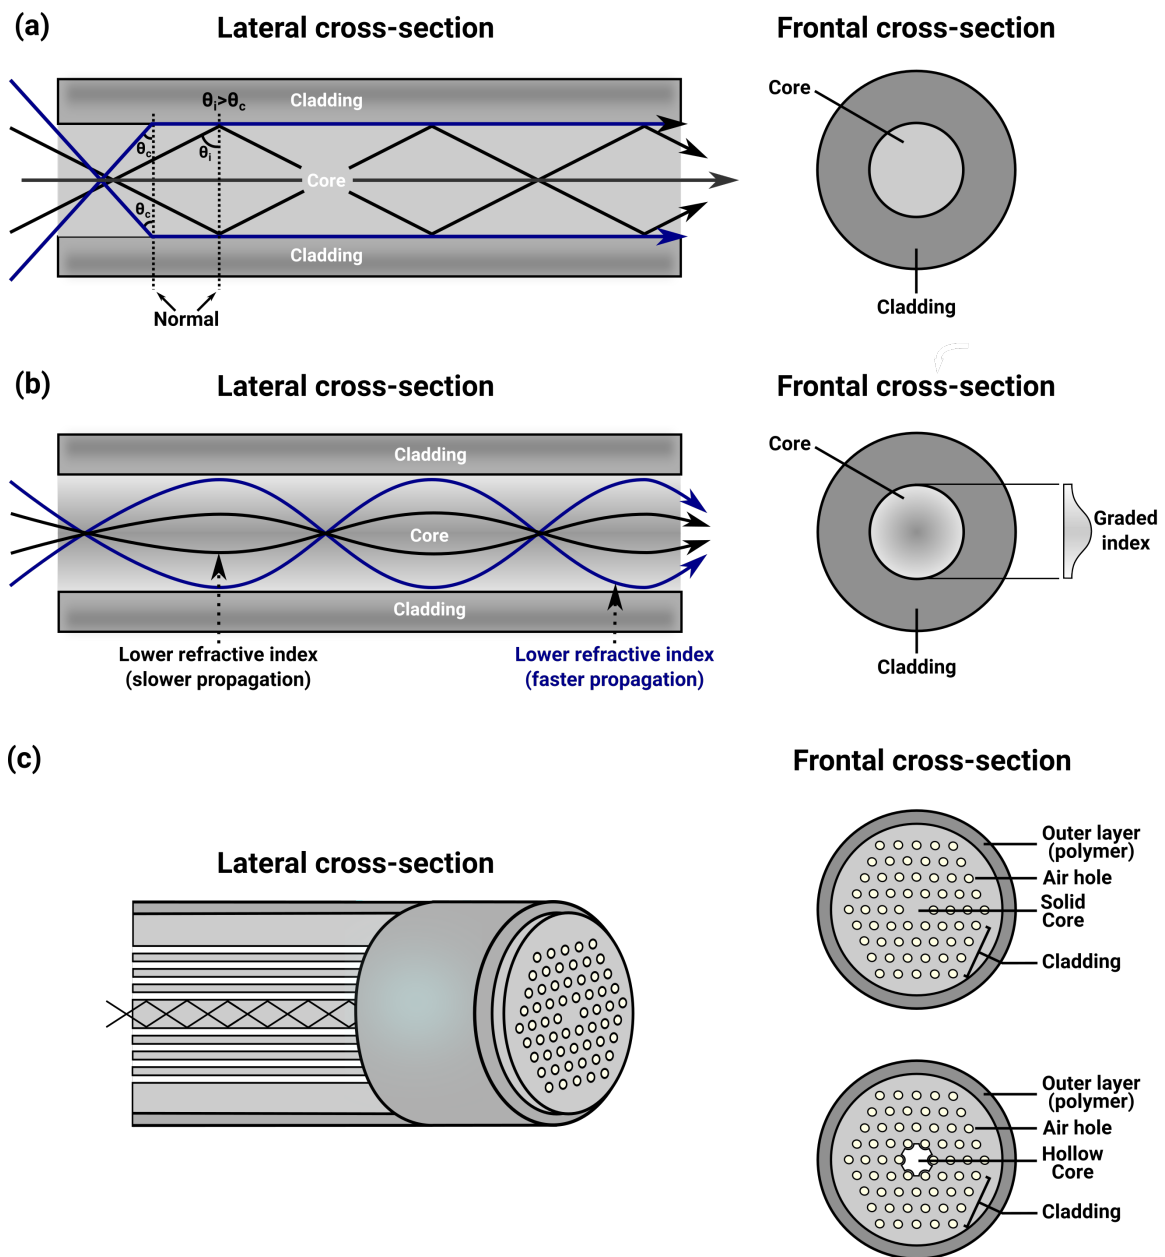 (a)
Lateral cross-section
Frontal cross-section
Cladding
θi>θc
θc
θi
Core
θc
Cladding
Normal
Core
Cladding
(b)
Lateral cross-section
Frontal cross-section
Cladding
Core
Cladding
Lower refractive index
(slower propagation)
Lower refractive index
(faster propagation)
Core
Graded
index
Cladding
(c)
Lateral cross-section
Frontal cross-section
Outer layer
(polymer)
Air hole
Solid
Core
Cladding
Outer layer
(polymer)
Air hole
Hollow
Core
Cladding